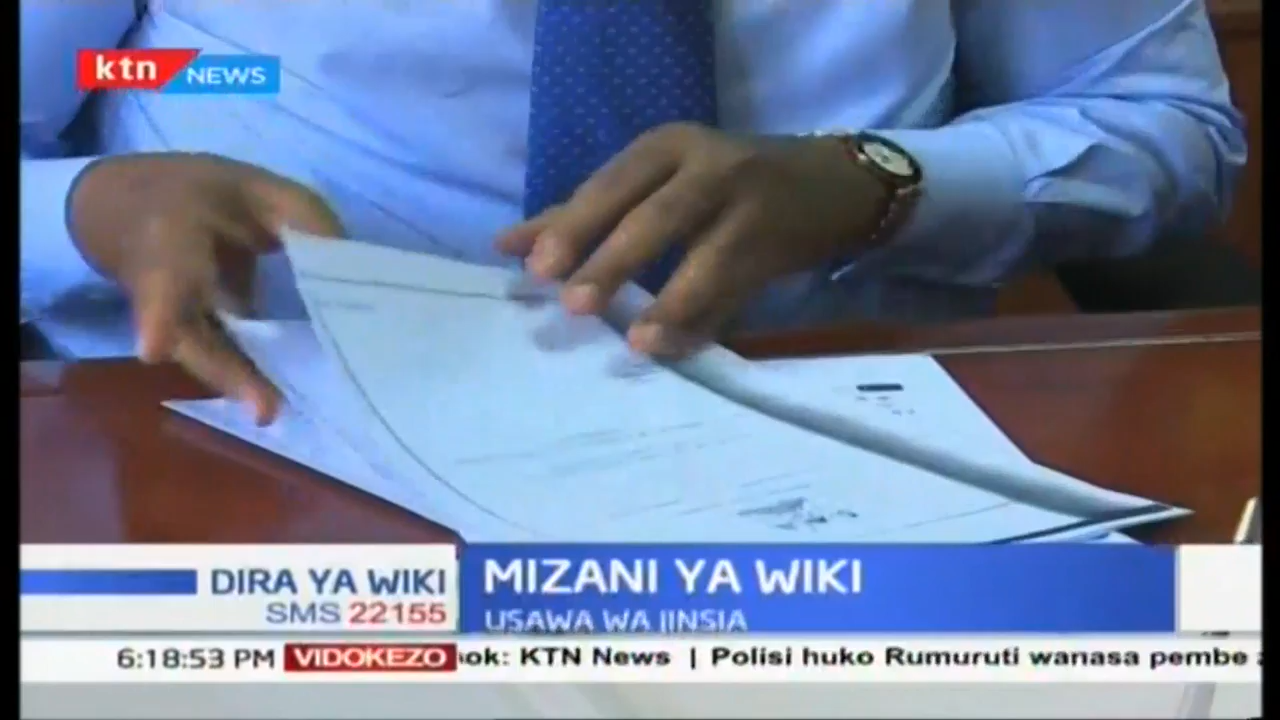 ktn NEWS
DIRA YA WIKI
SMS 22155
MIZANI YA WIKI
USAWA WA JINSIA
6:18:53 PM VIDOKEZO ok: KTN News | Polisi huko Rumuruti wanasa pembe